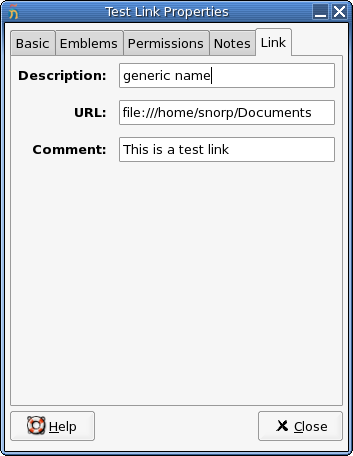 Test Link Properties
Basic Emblems Permissions Notes Link
Description: generic name
URL: file:///home/snorp/Documents
Comment: This is a test link
Help Close